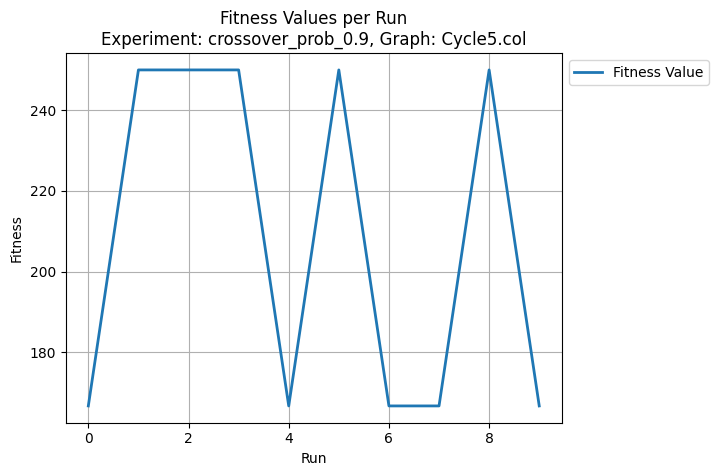 Fitness Values per Run
Experiment: crossover_prob_0.9, Graph: Cycle5.col
Fitness Value
240
220
200
180
Fitness
0 2 4 6 8
Run